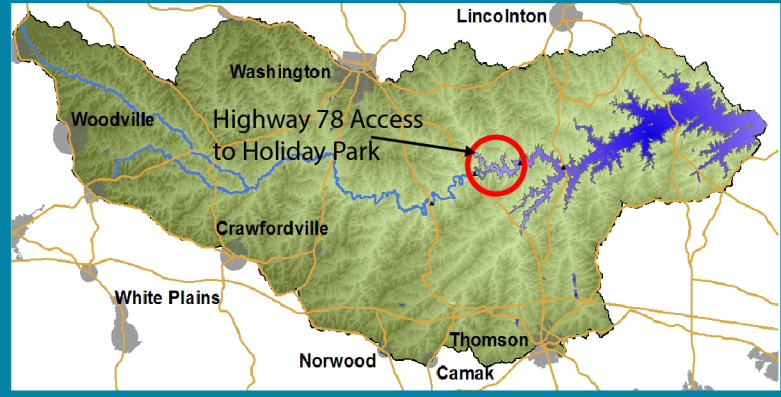 Lincolnton
Washington
Woodville
Highway 78 Access
to Holiday Park
Crawfordville
White Plains
Thomson
Norwood
Camak